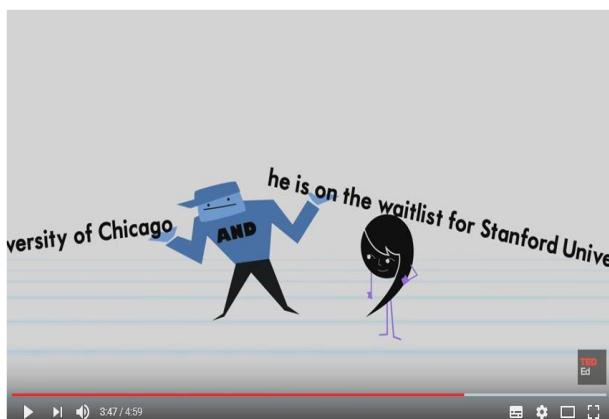 versity of Chicago
AND
he is on the waitlist for Stanford Unive
TED
Ed
3:47 / 4:59